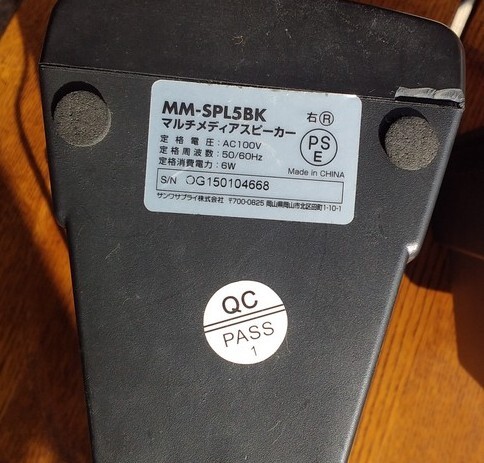 MM-SPL5BK
マルチメディアスピーカー
右Ⓡ
定格電圧:AC100V
定格周波数:50/60Hz
定格消費電力:6W
PS
E
Made in CHINA
S/N OG150104668
サンワサプライ株式会社 〒700-0825 岡山県岡山市北区田町1-10-1
QC
PASS
1